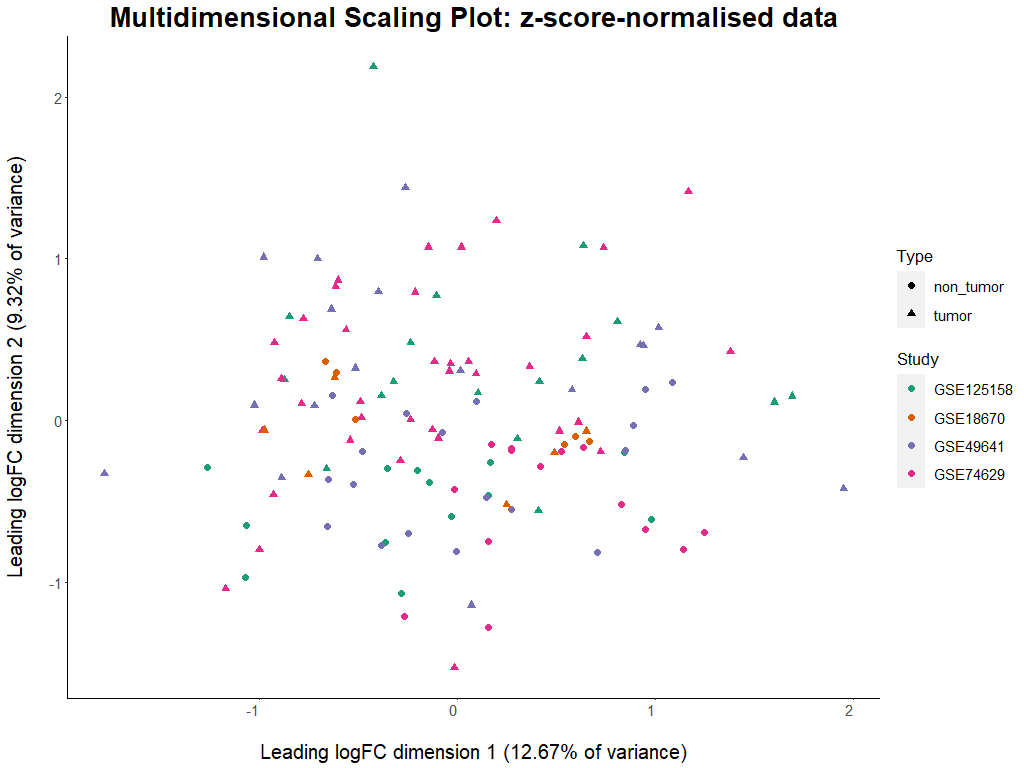 Multidimensional Scaling Plot: z-score-normalised data
Leading logFC dimension 2 (9.32% of variance)
2
1
0
-1
-1
0
1
2
Leading logFC dimension 1 (12.67% of variance)
Type
non_tumor
tumor
Study
GSE125158
GSE18670
GSE49641
GSE74629